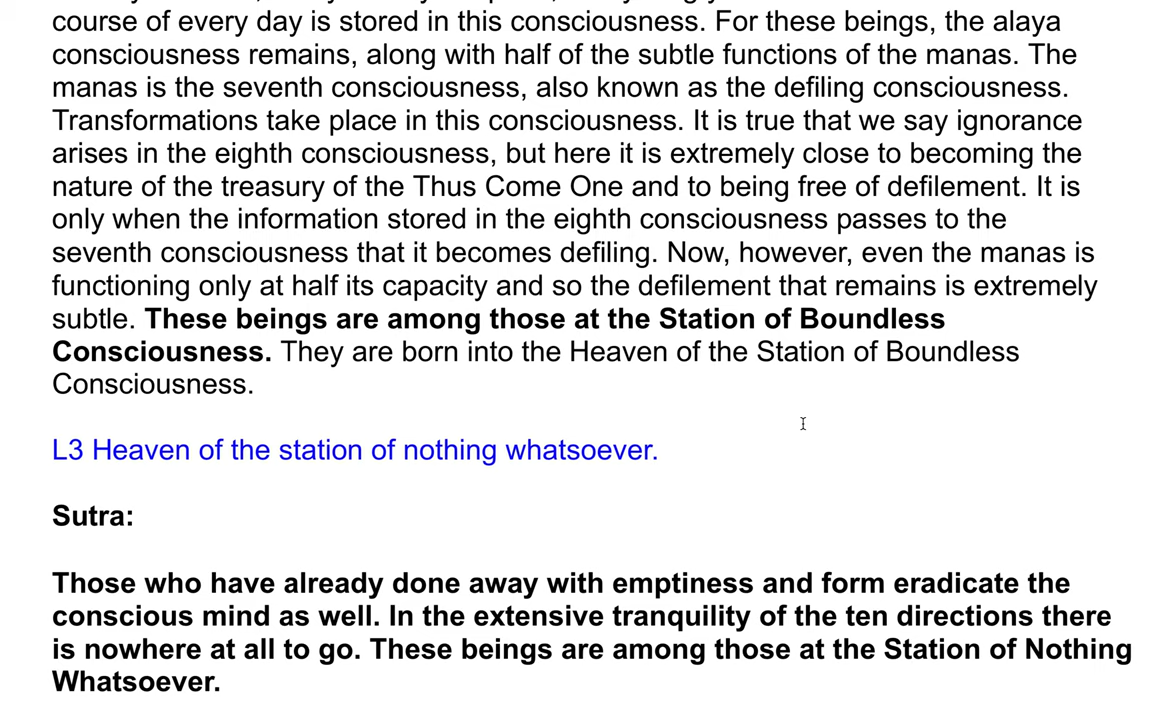 course of every day is stored in this consciousness. For these beings, the alaya
consciousness remains, along with half of the subtle functions of the manas. The
manas is the seventh consciousness, also known as the defiling consciousness.
Transformations take place in this consciousness. It is true that we say ignorance
arises in the eighth consciousness, but here it is extremely close to becoming the
nature of the treasury of the Thus Come One and to being free of defilement. It is
only when the information stored in the eighth consciousness passes to the
seventh consciousness that it becomes defiling. Now, however, even the manas is
functioning only at half its capacity and so the defilement that remains is extremely
subtle. These beings are among those at the Station of Boundless
Consciousness. They are born into the Heaven of the Station of Boundless
Consciousness.
L3 Heaven of the station of nothing whatsoever.
Sutra:
Those who have already done away with emptiness and form eradicate the
conscious mind as well. In the extensive tranquility of the ten directions there
is nowhere at all to go. These beings are among those at the Station of Nothing
Whatsoever.